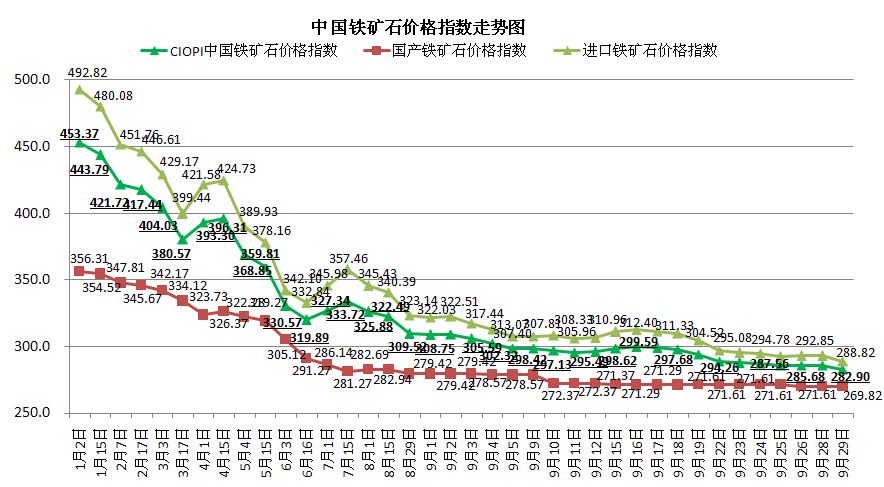 中国铁矿石价格指数走势图
CIOPI中国铁矿石价格指数 国产铁矿石价格指数 进口铁矿石价格指数
500.0
450.0
400.0
350.0
300.0
250.0
492.82 480.08 451.76 446.61 429.17 399.44 421.58 424.73 389.93 378.16 342.10 332.84 345.98 357.46 345.43 340.39 323.14 322.03 322.51 317.44 313.07 307.40 307.81 305.96 308.33 310.96 312.40 311.33 304.52 295.08 294.78 292.85 288.82
453.37 443.79 421.72 417.44 404.03 380.57 393.30 396.31 368.85 359.81 330.57 319.89 327.34 333.72 325.88 322.49 309.52 308.75 305.59 302.33 298.42 297.13 295.49 298.62 299.59 297.68 294.26 287.56 285.68 282.90
356.31 354.52 347.81 345.67 342.17 334.12 323.73 326.37 319.27 305.12 291.27 286.14 281.27 282.69 282.94 279.42 279.42 279.42 278.57 278.57 272.37 272.37 271.37 271.29 271.29 271.61 271.61 271.61 271.61 271.61 269.82
1月2日 1月15日 2月7日 2月17日 3月3日 3月17日 4月1日 4月15日 5月4日 5月15日 6月3日 6月16日 7月1日 7月15日 8月1日 8月15日 8月29日 9月1日 9月2日 9月3日 9月4日 9月5日 9月9日 9月10日 9月11日 9月12日 9月15日 9月16日 9月17日 9月18日 9月19日 9月22日 9月23日 9月24日 9月25日 9月26日 9月28日 9月29日